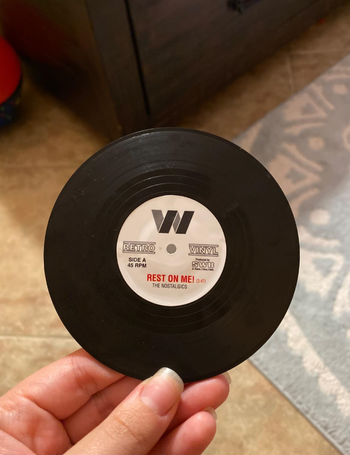 W
RETRO VINYL
SIDE A
45 RPM
REST ON ME!
THE NOSTALGICS